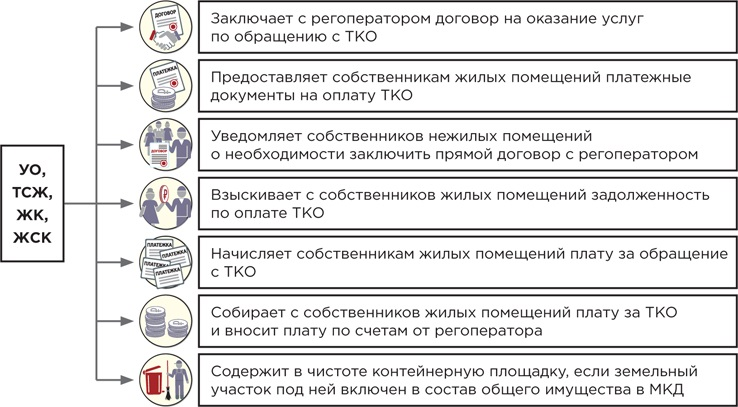 УО,
ТСЖ,
ЖК,
ЖСК
ДОГОВОР
Заключает с регоператором договор на оказание услуг
по обращению с ТКО
ПЛАТЕЖКА
Предоставляет собственникам жилых помещений платежные
документы на оплату ТКО
ДОГОВОР
Уведомляет собственников нежилых помещений
о необходимости заключить прямой договор с регоператором
₽
Взыскивает с собственников жилых помещений задолженность
по оплате ТКО
ПЛАТЕЖКА
ПЛАТЕЖКА
ПЛАТЕЖКА
ПЛАТЕЖКА
Начисляет собственникам жилых помещений плату за обращение
с ТКО
Собирает с собственников жилых помещений плату за ТКО
и вносит плату по счетам от регоператора
Содержит в чистоте контейнерную площадку, если земельный
участок под ней включен в состав общего имущества в МКД